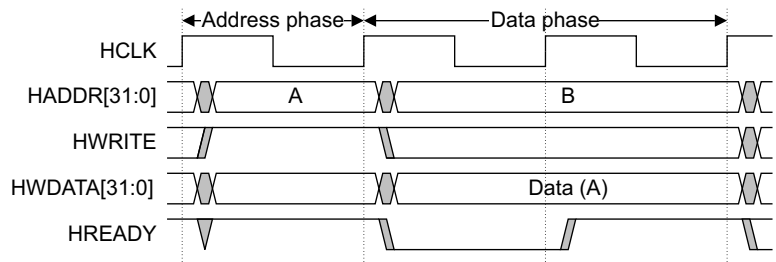 Address phase Data phase
HCLK
HADDR[31:0] A B
HWRITE
HWDATA[31:0] Data (A)
HREADY